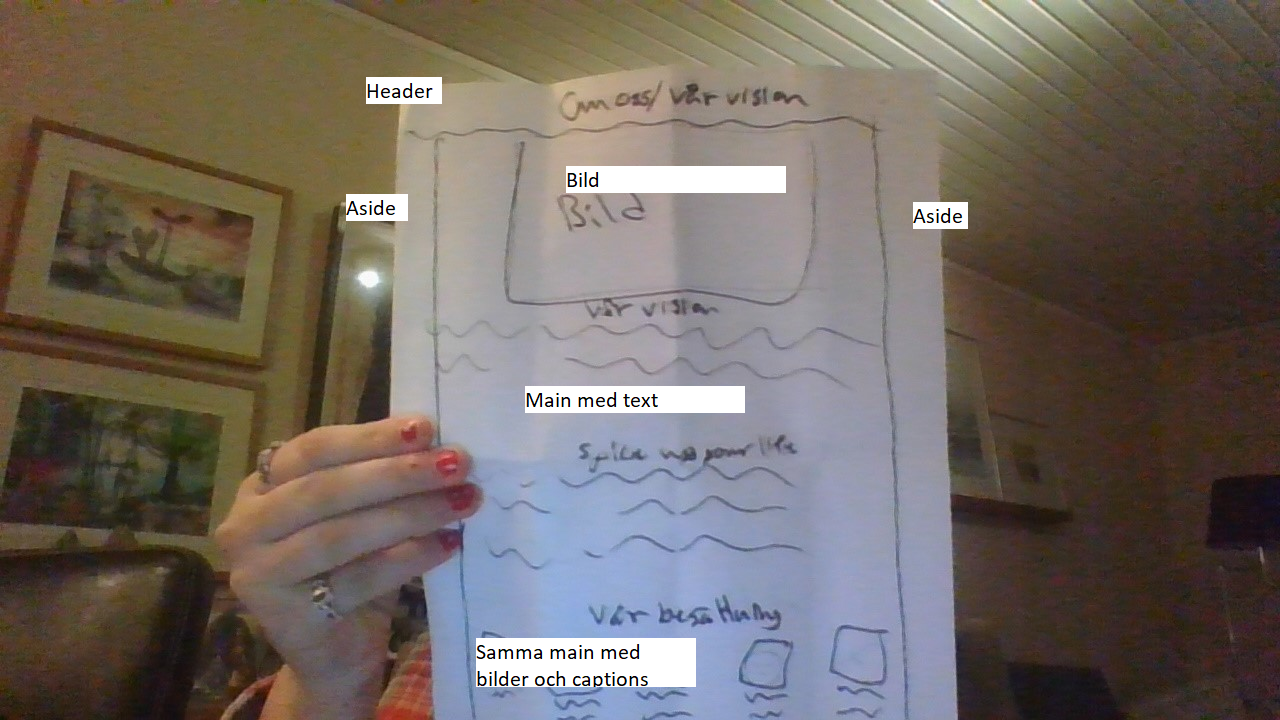 Header
Om oss/ vår vision
Bild
Aside
Aside
Bild
vår vision
Main med text
Spice up your life
Vår besättning
Samma main med
bilder och captions